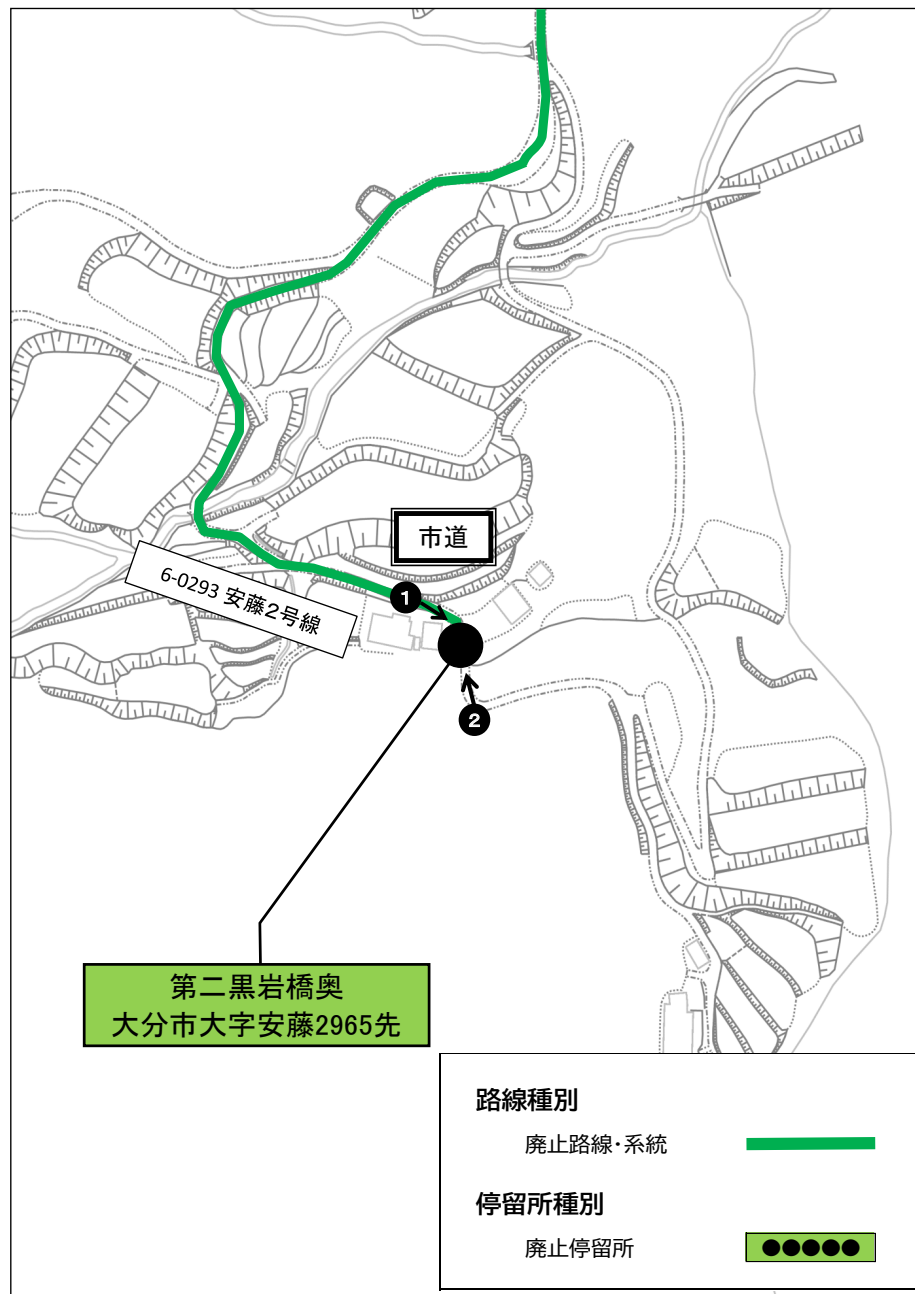 市道
6-0293 安藤２号線
1
2
第二黒岩橋奥
大分市大字安藤2965先
路線種別
廃止路線・系統
停留所種別
廃止停留所
●●●●●